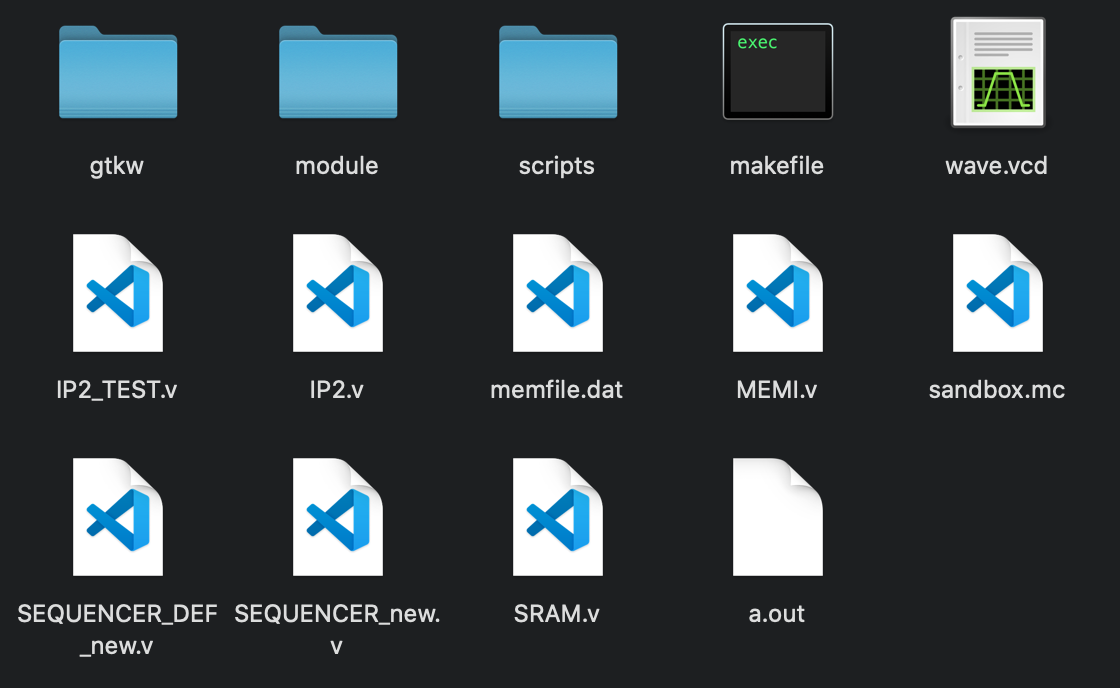 exec
gtkw
module
scripts
makefile
wave.vcd
IP2_TEST.v
IP2.v
memfile.dat
MEMI.v
sandbox.mc
SEQUENCER_DEF
_new.v
SEQUENCER_new.
v
SRAM.v
a.out